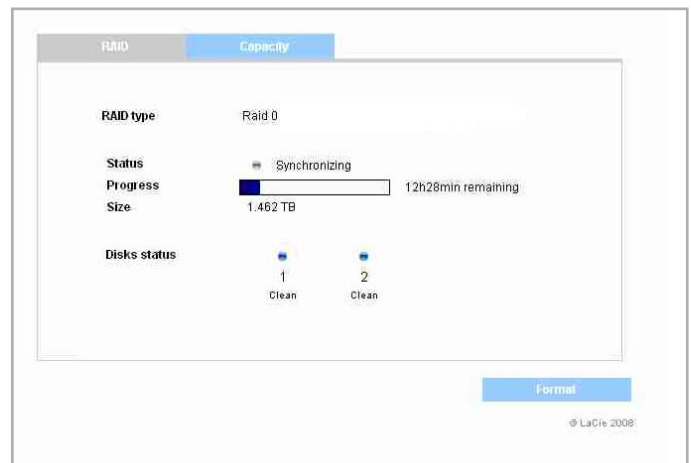 RAID Capacity
RAID type Raid 0
Status Synchronizing
Progress 12h28min remaining
Size 1.462 TB
Disks status
1 2
Clean Clean
Format
© LaCie 2008